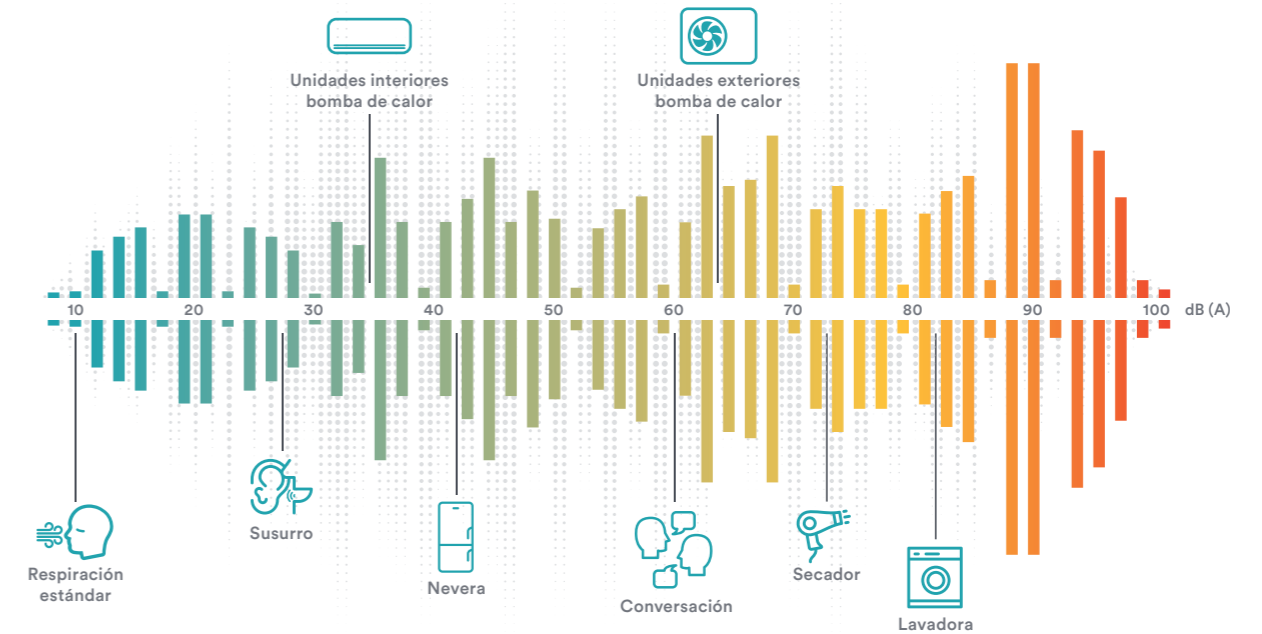 Unidades interiores
bomba de calor
Unidades exteriores
bomba de calor
10 20 30 40 50 60 70 80 90 100 dB (A)
Respiración
estándar
Susurro
Nevera
Conversación
Secador
Lavadora